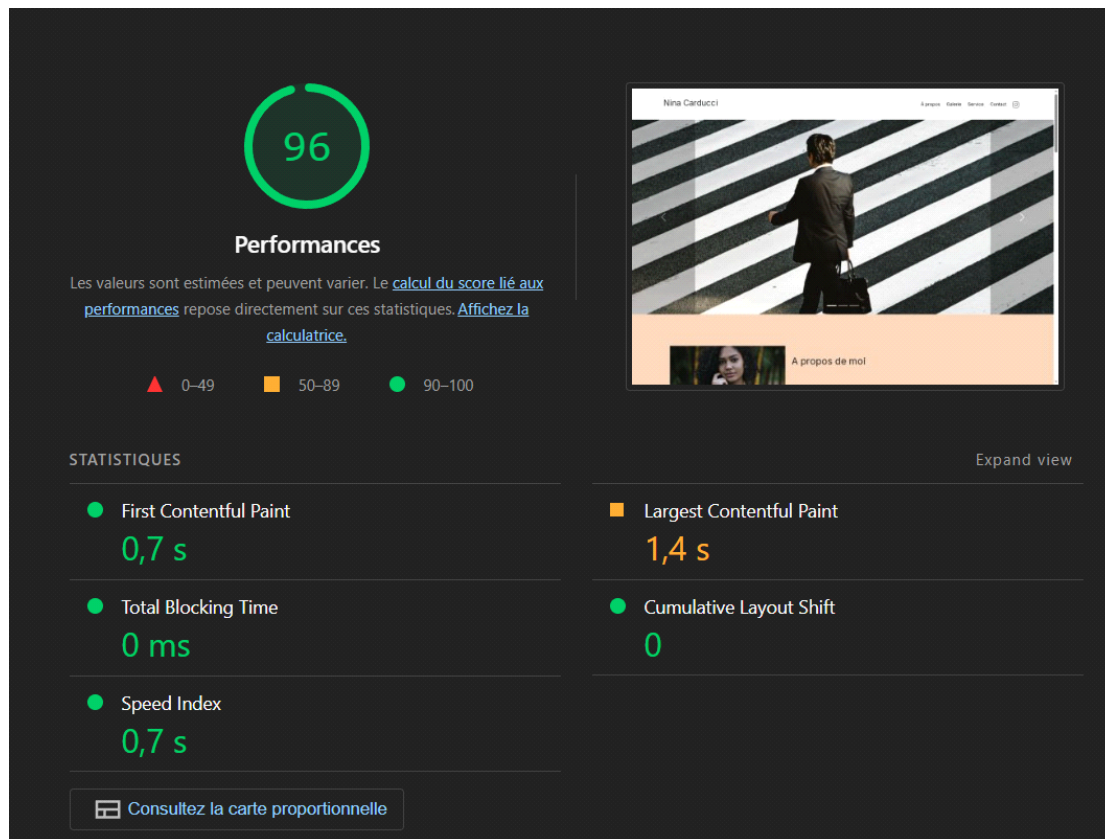 96
Performances
Les valeurs sont estimées et peuvent varier. Le calcul du score lié aux
performances repose directement sur ces statistiques. Affichez la
calculatrice.
0–49 50–89 90–100
Nina Carducci
À propos Galerie Service Contact
A propos de moi
STATISTIQUES
Expand view
First Contentful Paint
0,7 s
Largest Contentful Paint
1,4 s
Total Blocking Time
0 ms
Cumulative Layout Shift
0
Speed Index
0,7 s
Consultez la carte proportionnelle